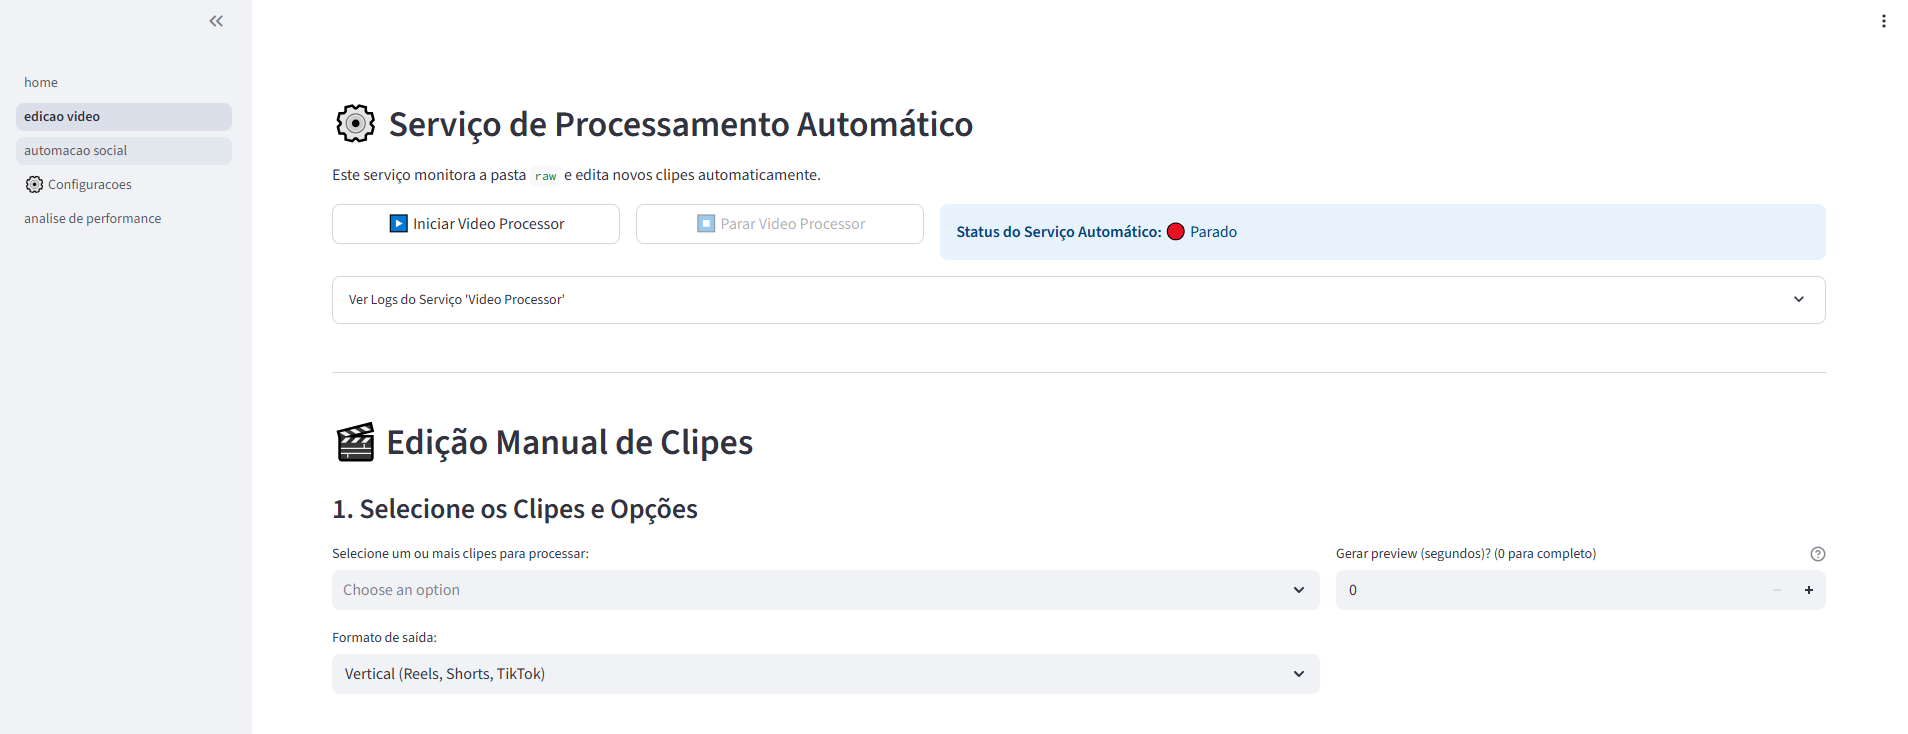 home
edicao video
automacao social
Configuracoes
analise de performance
Serviço de Processamento Automático
Este serviço monitora a pasta raw e edita novos clipes automaticamente.
Iniciar Video Processor
Parar Video Processor
Status do Serviço Automático: Parado
Ver Logs do Serviço 'Video Processor'
Edição Manual de Clipes
1. Selecione os Clipes e Opções
Selecione um ou mais clipes para processar:
Choose an option
Gerar preview (segundos)? (0 para completo)
0
Formato de saída:
Vertical (Reels, Shorts, TikTok)